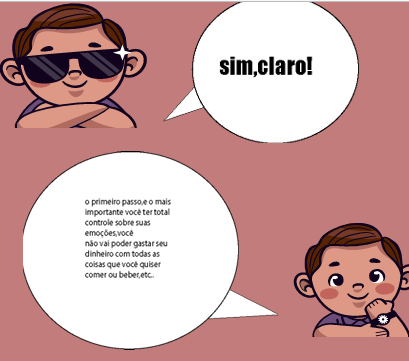 sim,claro!
o primeiro passo,e o mais
importante você ter total
controle sobre suas
emoções,você
não vai poder gastar seu
dinheiro com todas as
coisas que você quiser
comer ou beber,etc..